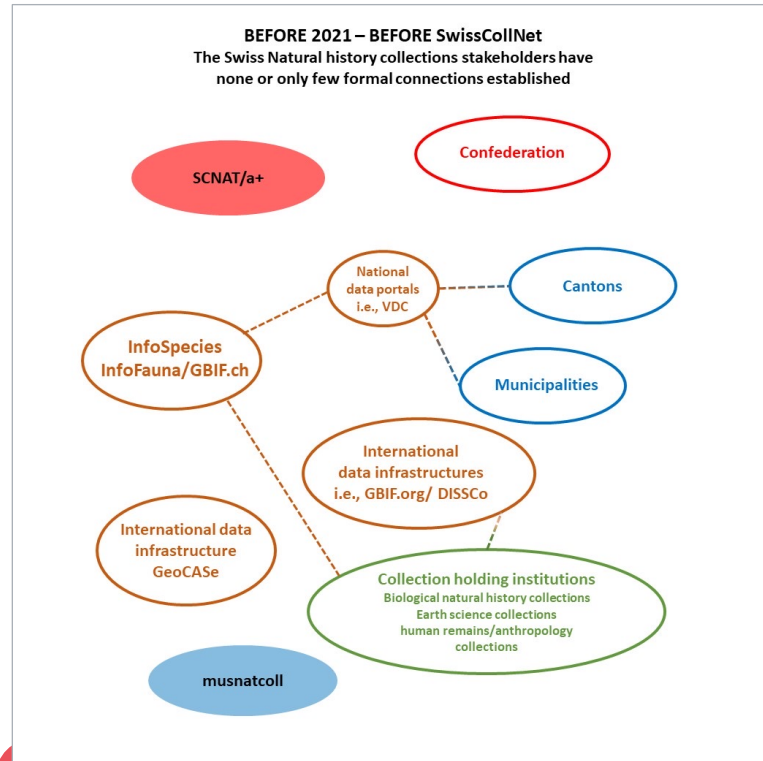 BEFORE 2021 – BEFORE SwissCollNet
The Swiss Natural history collections stakeholders have
none or only few formal connections established
Confederation
SCNAT/a+
National
data portals
i.e., VDC
Cantons
InfoSpecies
InfoFauna/GBIF.ch
Municipalities
International
data infrastructures
i.e., GBIF.org/ DISSCo
International data
infrastructure
GeoCASe
Collection holding institutions
Biological natural history collections
Earth science collections
human remains/anthropology
collections
musnatcoll